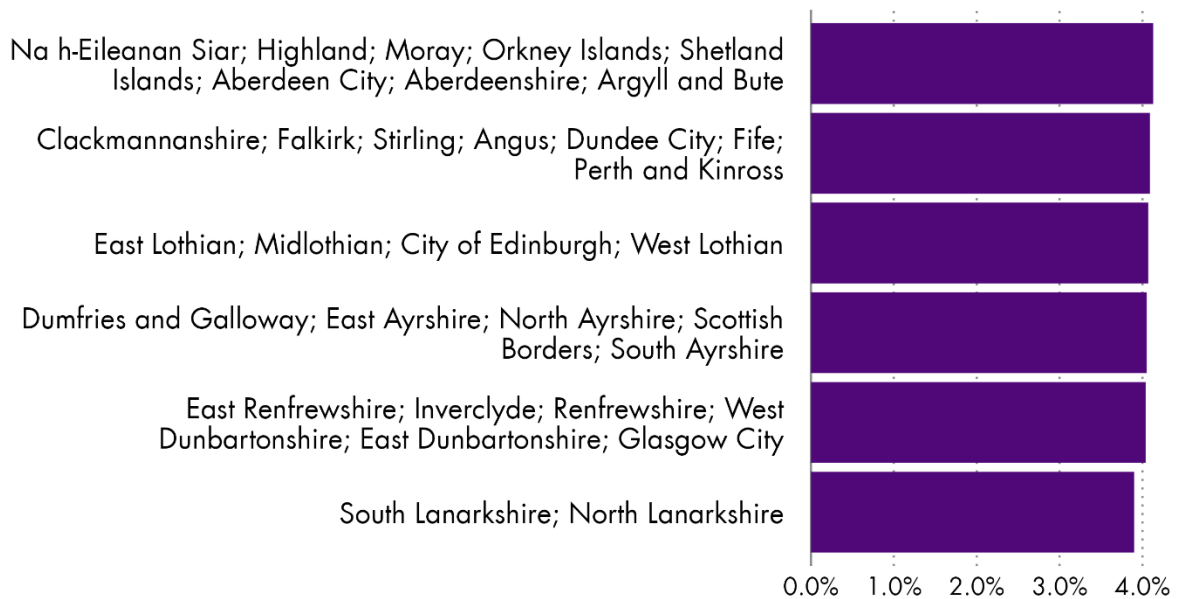 Na h-Eileanan Siar; Highland; Moray; Orkney Islands; Shetland
Islands; Aberdeen City; Aberdeenshire; Argyll and Bute
Clackmannanshire; Falkirk; Stirling; Angus; Dundee City; Fife;
Perth and Kinross
East Lothian; Midlothian; City of Edinburgh; West Lothian
Dumfries and Galloway; East Ayrshire; North Ayrshire; Scottish
Borders; South Ayrshire
East Renfrewshire; Inverclyde; Renfrewshire; West
Dunbartonshire; East Dunbartonshire; Glasgow City
South Lanarkshire; North Lanarkshire
0.0% 1.0% 2.0% 3.0% 4.0%